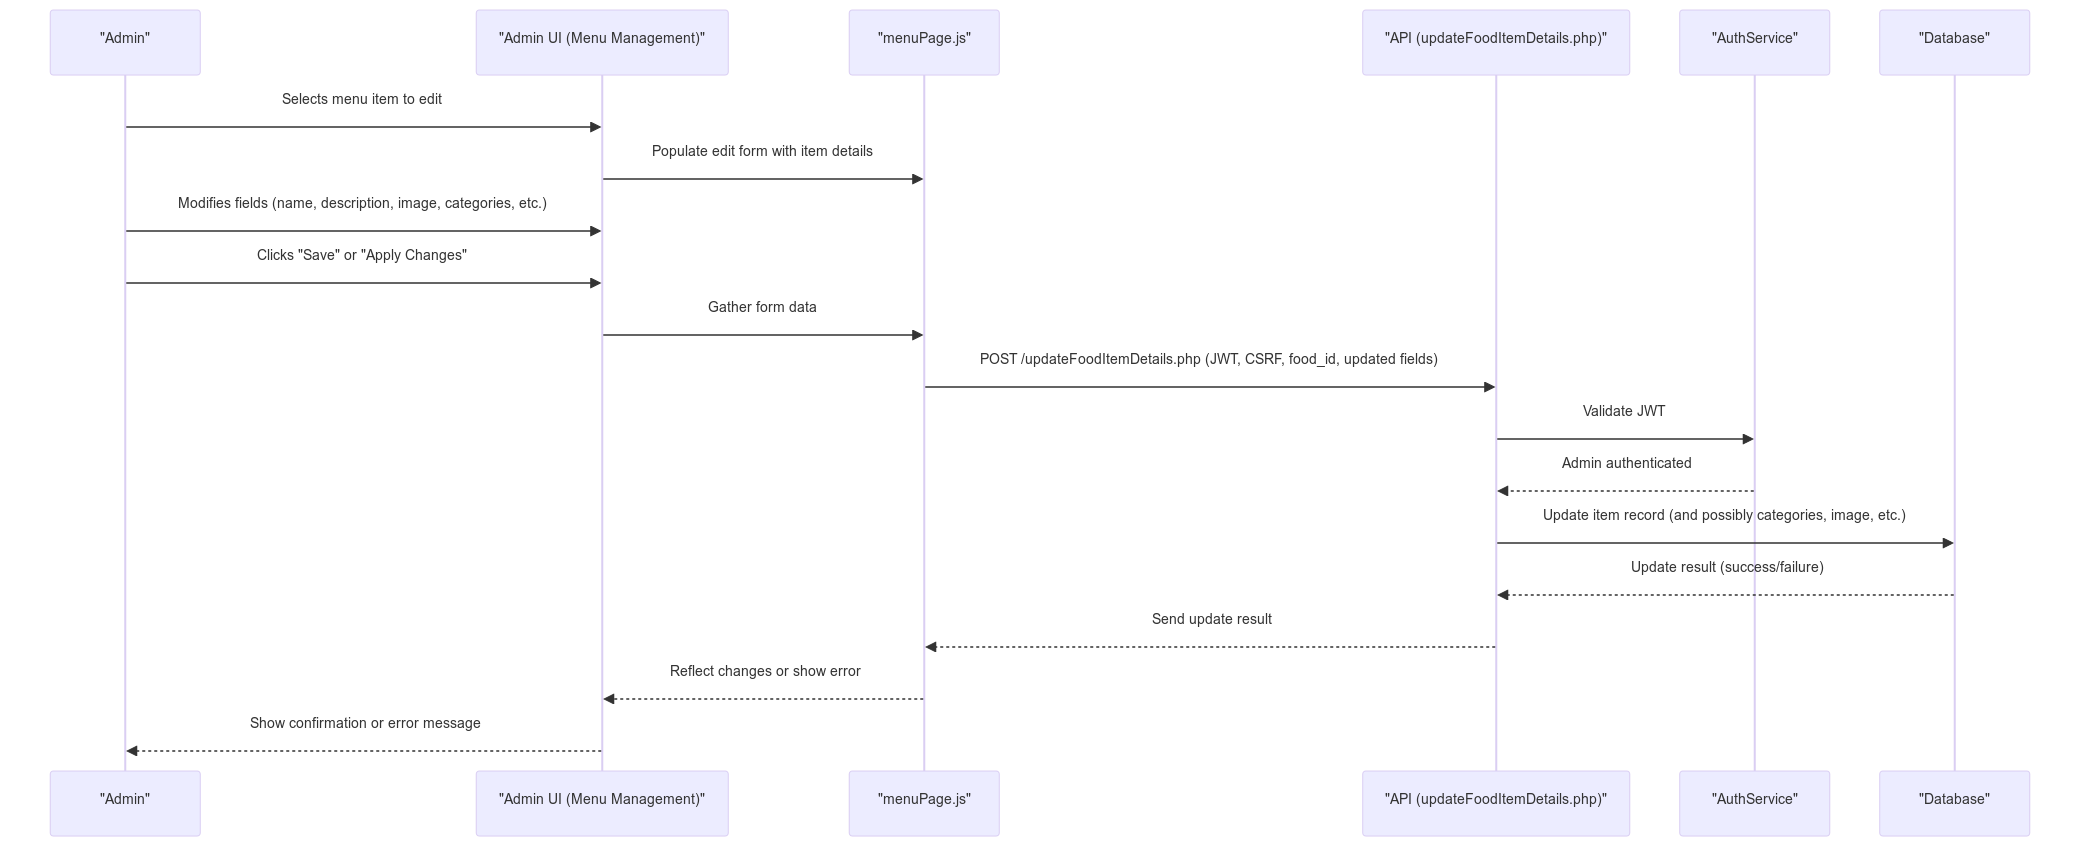 "Admin"
"Admin UI (Menu Management)"
"menuPage.js"
"API (updateFoodItemDetails.php)"
"AuthService"
"Database"
Selects menu item to edit
Populate edit form with item details
Modifies fields (name, description, image, categories, etc.)
Clicks "Save" or "Apply Changes"
Gather form data
POST /updateFoodItemDetails.php (JWT, CSRF, food_id, updated fields)
Validate JWT
Admin authenticated
Update item record (and possibly categories, image, etc.)
Update result (success/failure)
Send update result
Reflect changes or show error
Show confirmation or error message
"Admin"
"Admin UI (Menu Management)"
"menuPage.js"
"API (updateFoodItemDetails.php)"
"AuthService"
"Database"